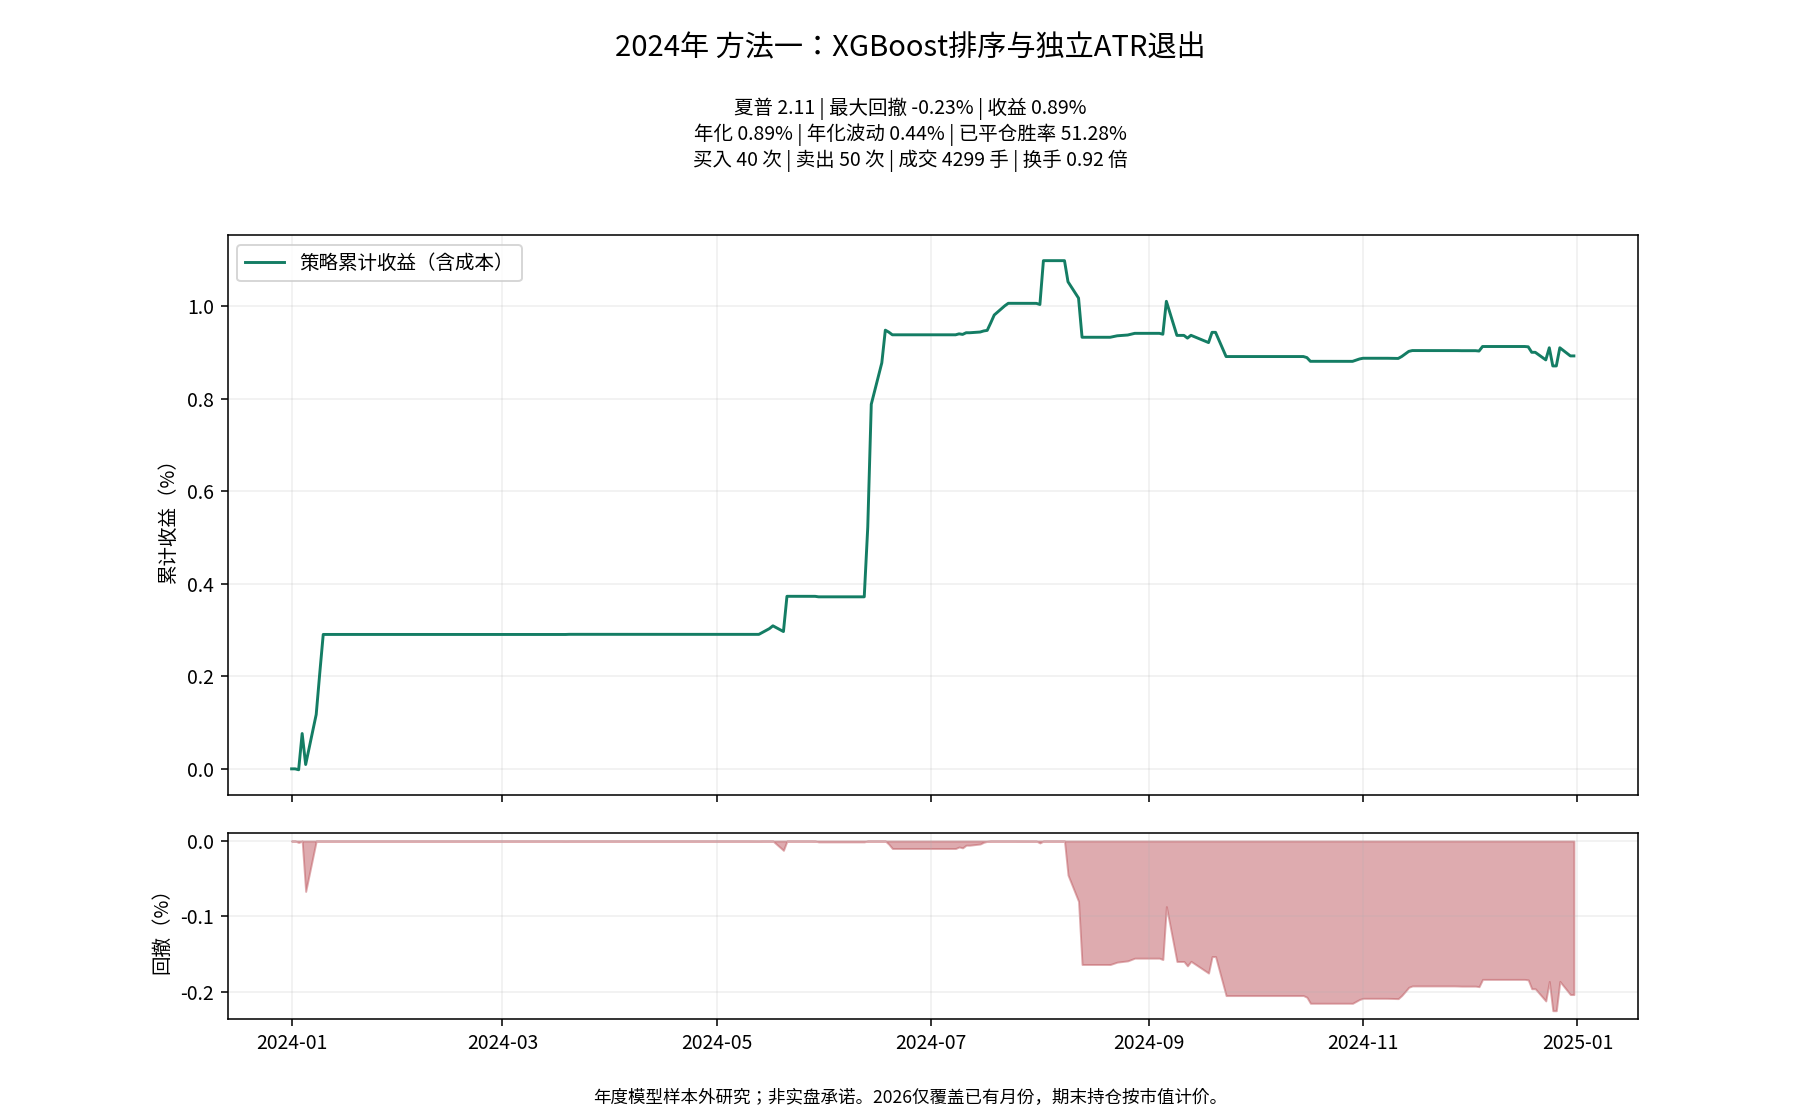 2024年 方法一：XGBoost排序与独立ATR退出
夏普 2.11 | 最大回撤 -0.23% | 收益 0.89%
年化 0.89% | 年化波动 0.44% | 已平仓胜率 51.28%
买入 40 次 | 卖出 50 次 | 成交 4299 手 | 换手 0.92 倍
策略累计收益（含成本）
累计收益（%）
1.0
0.8
0.6
0.4
0.2
0.0
回撤（%）
0.0
-0.1
-0.2
2024-01
2024-03
2024-05
2024-07
2024-09
2024-11
2025-01
年度模型样本外研究；非实盘承诺。2026仅覆盖已有月份，期末持仓按市值计价。